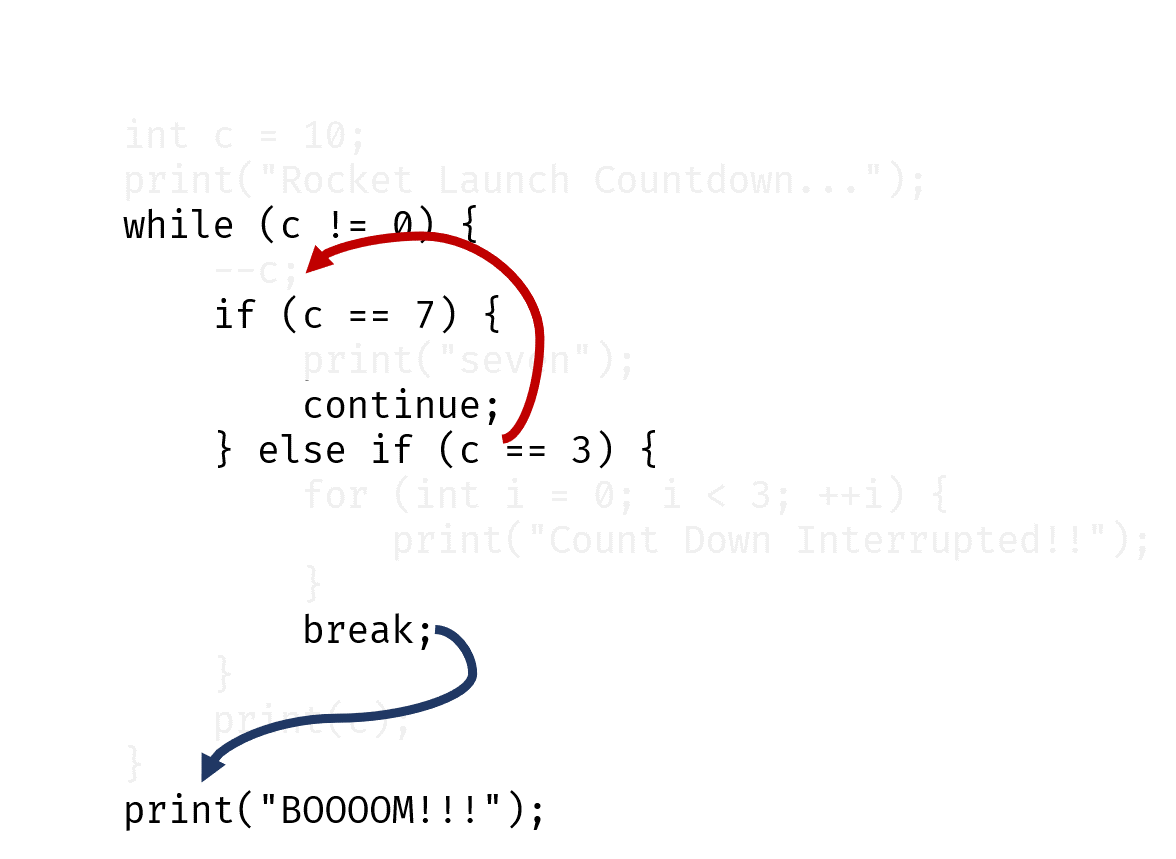 int c = 10;
print("Rocket Launch Countdown...");
while (c != 0) {
--c;
if (c == 7) {
print("seven");
continue;
} else if (c == 3) {
for (int i = 0; i < 3; ++i) {
print("Count Down Interrupted!!");
}
break;
}
print(c);
}
print("BOOOOM!!!");